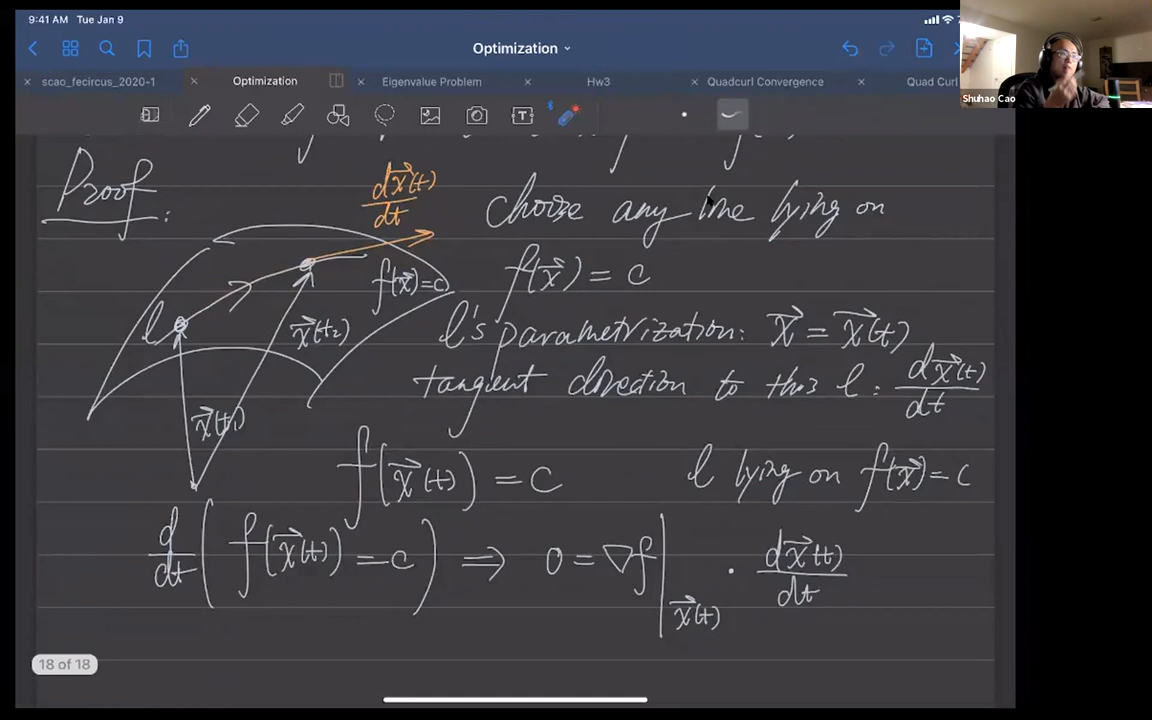 9:41 AM Tue Jan 9
Optimization
Shuhao Cao
scao_fecircus_2020-1
Optimization
Eigenvalue Problem
Hw3
Quadcurl Convergence
Quad Curl
Proof:
dx⃗(t)/dt
choose any line lying on
f(x⃗) = c
f(x⃗)=c
l
x⃗(t₂)
x⃗(t₁)
l's parametrization: x⃗ = x⃗(t)
tangent direction to this l: dx⃗(t)/dt
f(x⃗(t)) = c
l lying on f(x⃗)=c
d/dt ( f(x⃗(t)) = c ) ⟹ 0 = ∇f|x⃗(t) · dx⃗(t)/dt
18 of 18